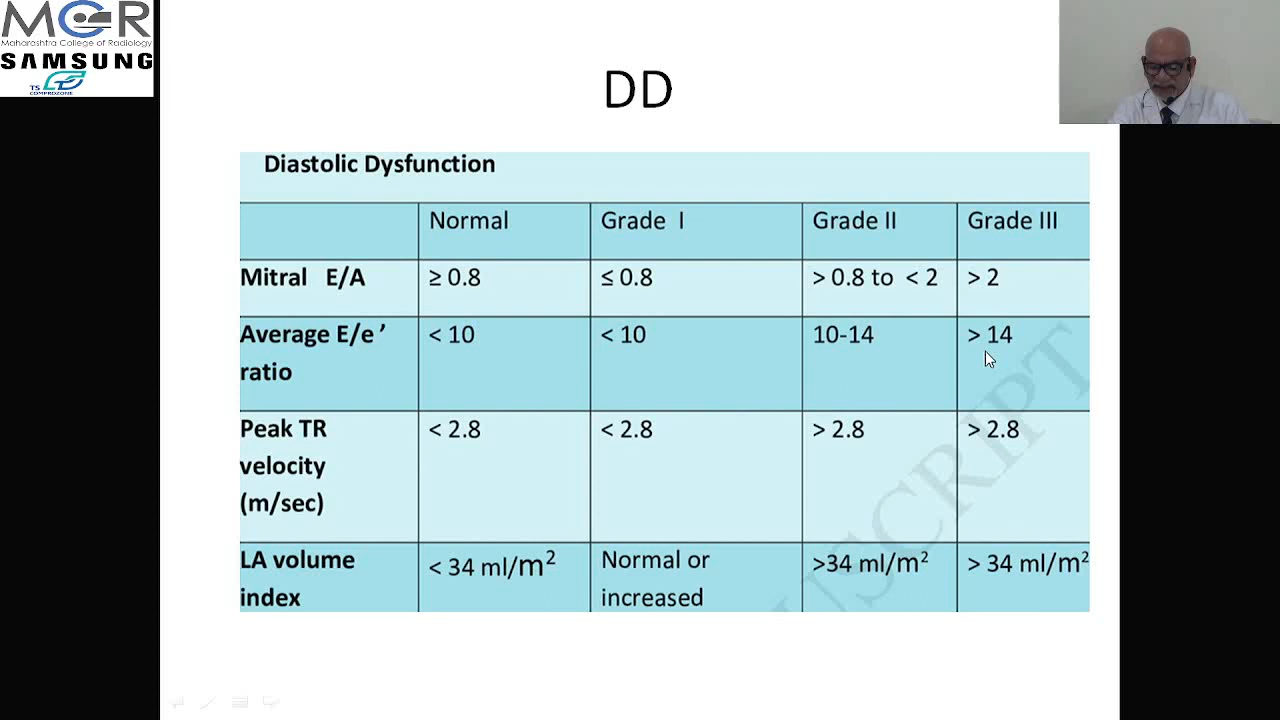 MCR
Maharashtra College of Radiology
SAMSUNG
TS
COMPROZONE
DD
Diastolic Dysfunction
Normal Grade I Grade II Grade III
Mitral E/A ≥ 0.8 ≤ 0.8 > 0.8 to < 2 > 2
Average E/e’ < 10 < 10 10-14 > 14
ratio
Peak TR < 2.8 < 2.8 > 2.8 > 2.8
velocity
(m/sec)
LA volume < 34 ml/m² Normal or >34 ml/m² > 34 ml/m²
index increased
USCRIPT